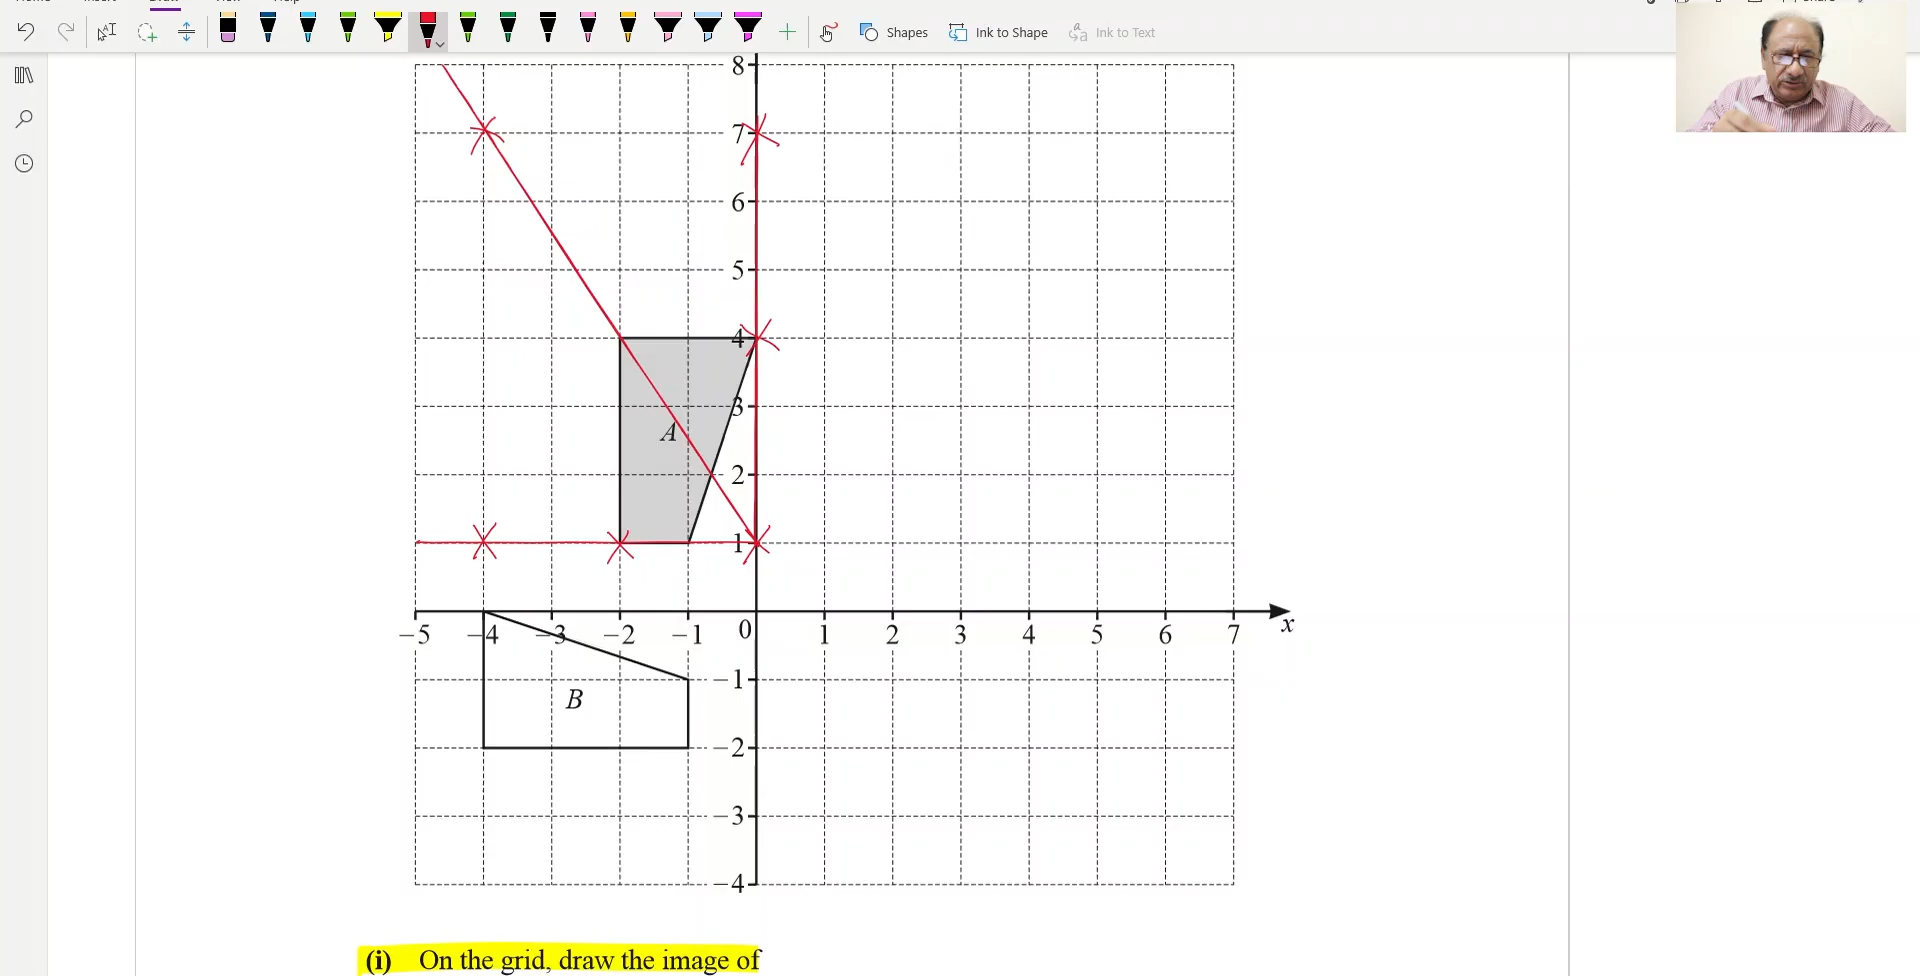 Shapes Ink to Shape Ink to Text
8
7
6
5
4
3
A
2
1
−5 −4 −3 −2 −1 0 1 2 3 4 5 6 7 x
−1
B
−2
−3
−4
(i) On the grid, draw the image of